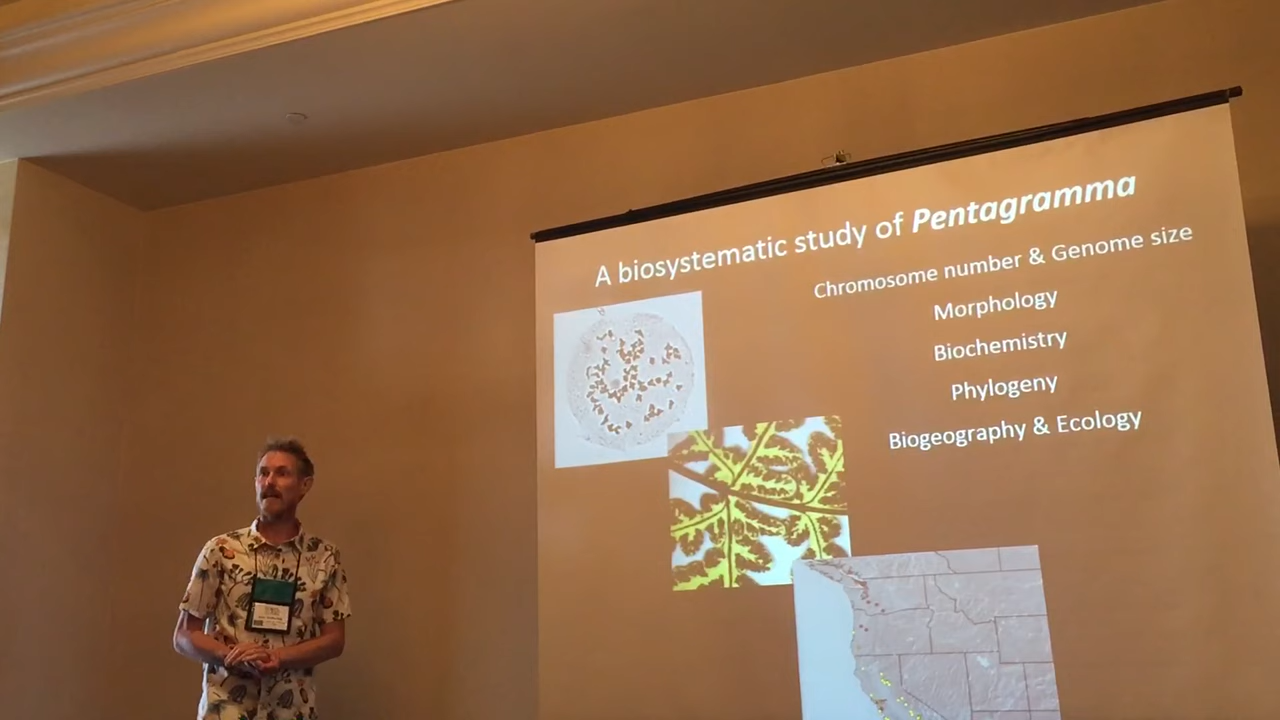 A biosystematic study of Pentagramma
Chromosome number & Genome size
Morphology
Biochemistry
Phylogeny
Biogeography & Ecology